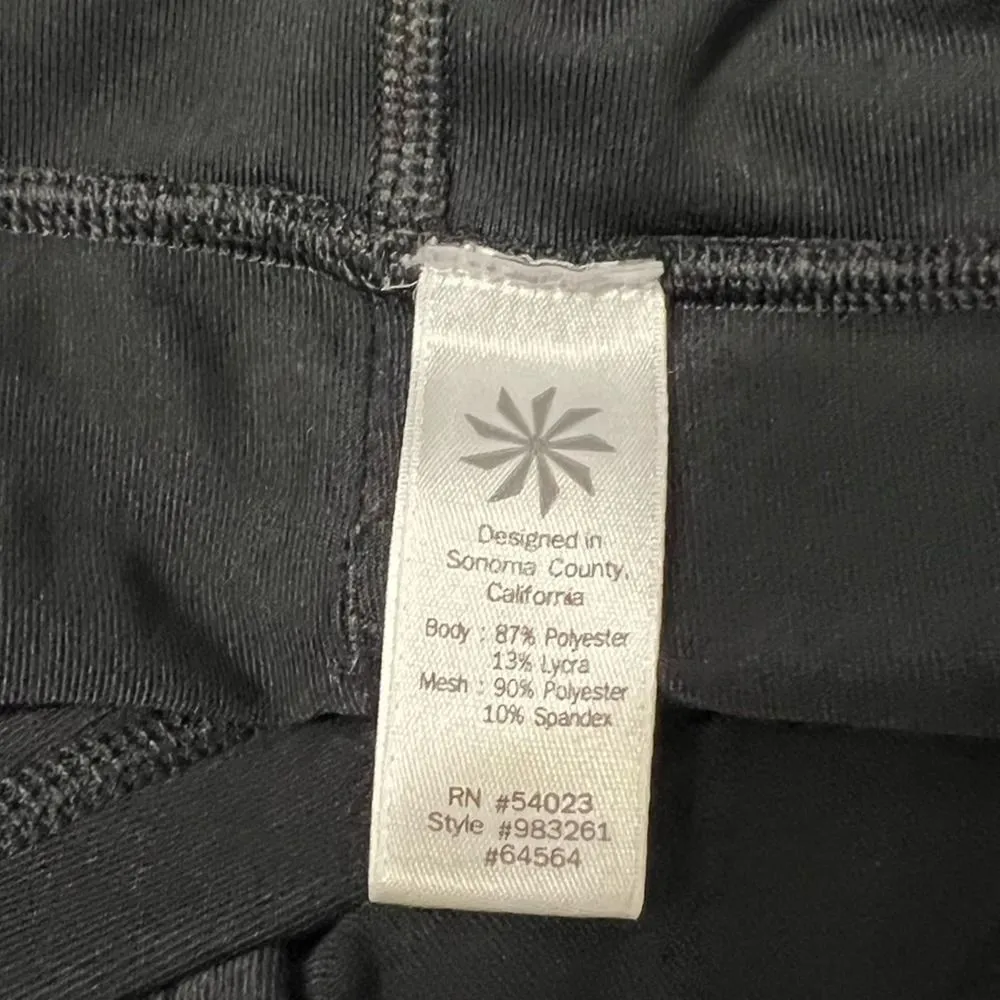 Designed in
Sonoma County,
California
Body : 87% Polyester
13% Lycra
Mesh : 90% Polyester
10% Spandex
RN #54023
Style #983261
#64564